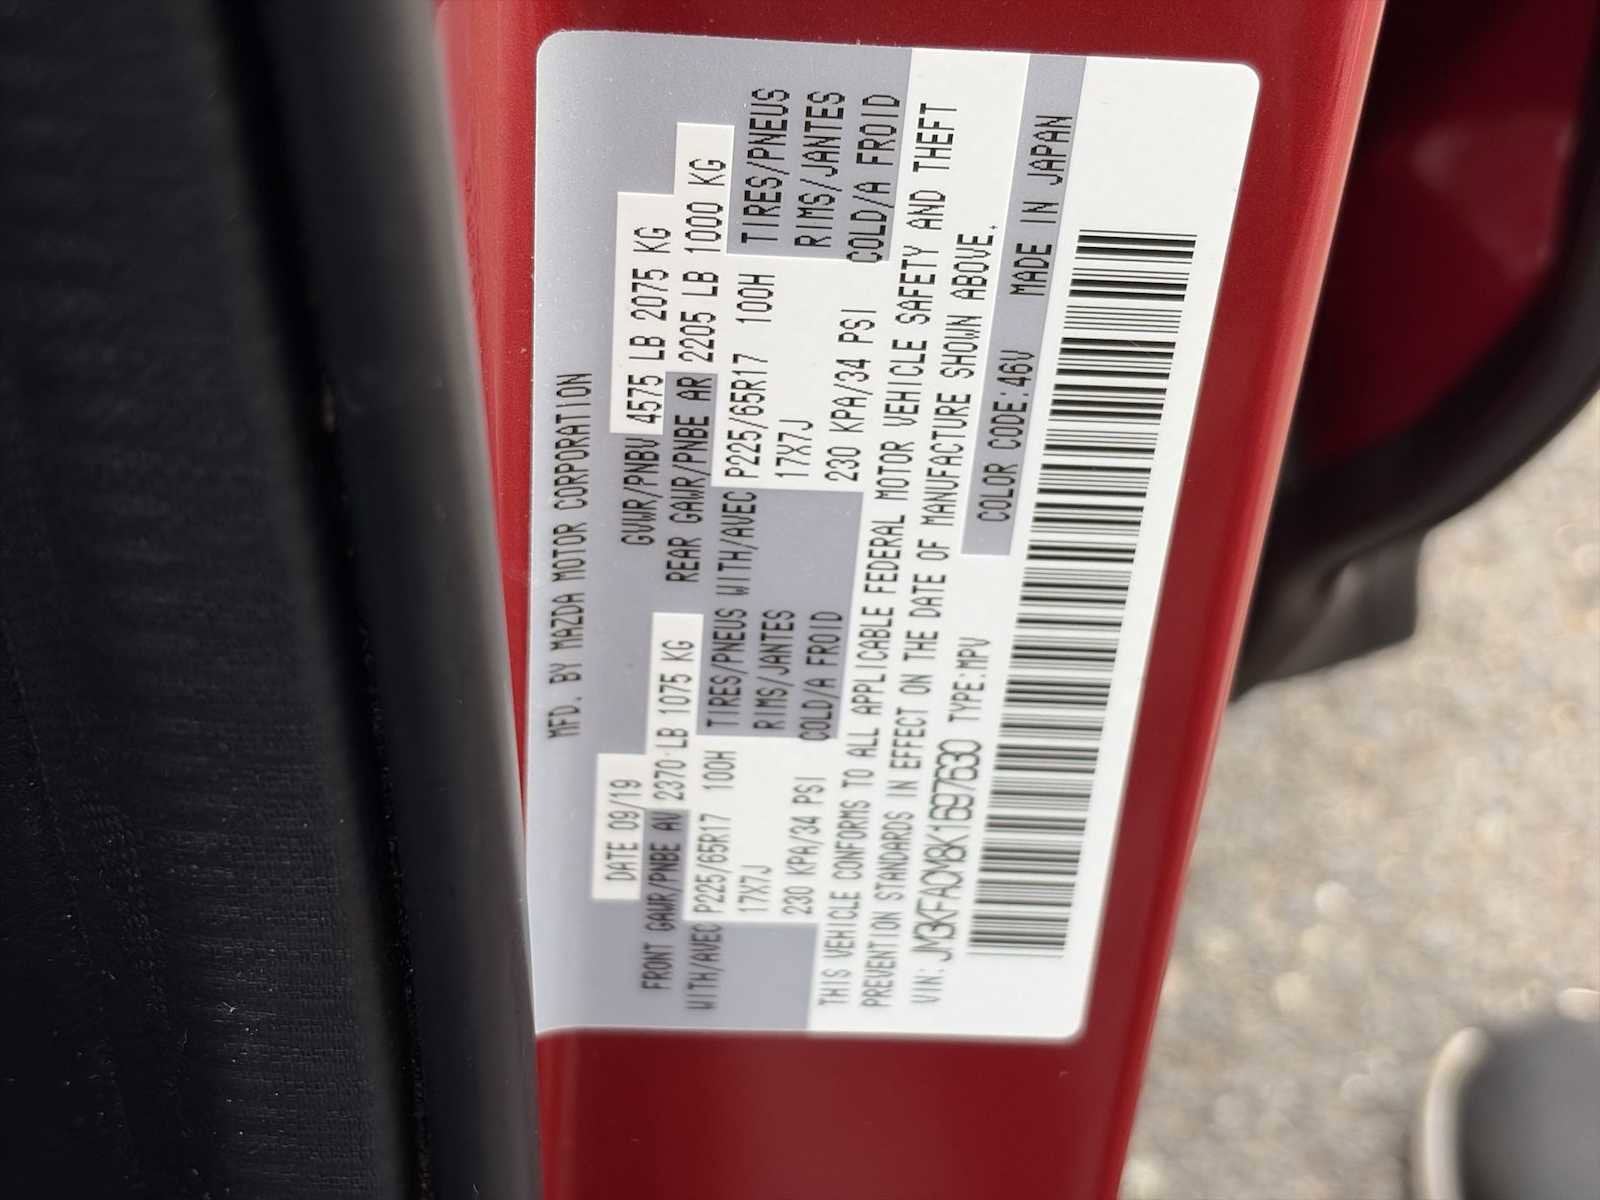 MFD. BY MAZDA MOTOR CORPORATION
DATE 09/19 GVWR/PNBV 4575 LB 2075 KG
FRONT GAWR/PNBE AV 2370 LB 1075 KG REAR GAWR/PNBE AR 2205 LB 1000 KG
WITH/AVEC P225/65R17 100H TIRES/PNEUS WITH/AVEC P225/65R17 100H TIRES/PNEUS
17X7J RIMS/JANTES 17X7J RIMS/JANTES
230 KPA/34 PSI COLD/A FROID 230 KPA/34 PSI COLD/A FROID
THIS VEHICLE CONFORMS TO ALL APPLICABLE FEDERAL MOTOR VEHICLE SAFETY AND THEFT
PREVENTION STANDARDS IN EFFECT ON THE DATE OF MANUFACTURE SHOWN ABOVE.
VIN: JM3KFACM8K1697630 TYPE:MPV COLOR CODE:46V MADE IN JAPAN